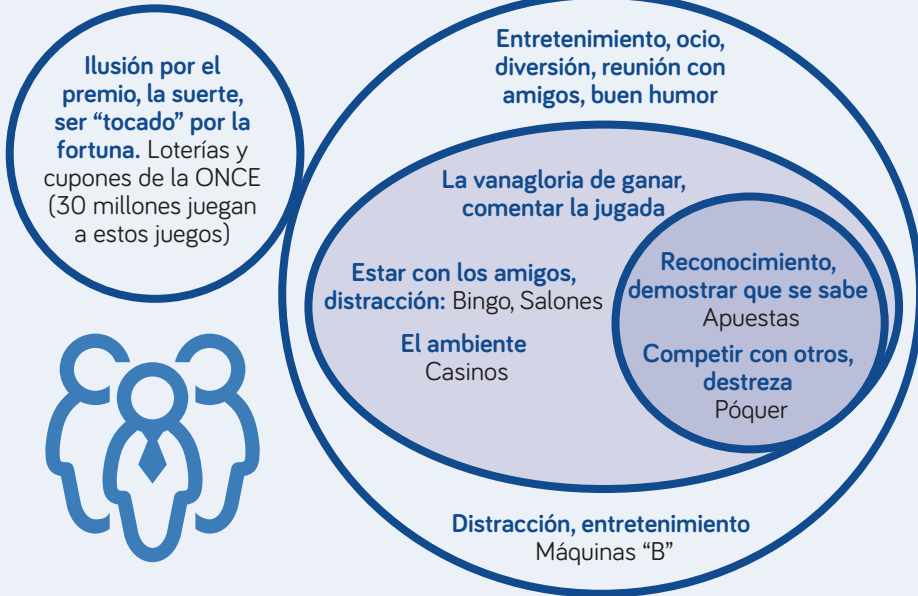 Ilusión por el
premio, la suerte,
ser “tocado” por la
fortuna. Loterías y
cupones de la ONCE
(30 millones juegan
a estos juegos)
Entretenimiento, ocio,
diversión, reunión con
amigos, buen humor
La vanagloria de ganar,
comentar la jugada
Estar con los amigos,
distracción: Bingo, Salones
El ambiente
Casinos
Reconocimiento,
demostrar que se sabe
Apuestas
Competir con otros,
destreza
Póquer
Distracción, entretenimiento
Máquinas “B”